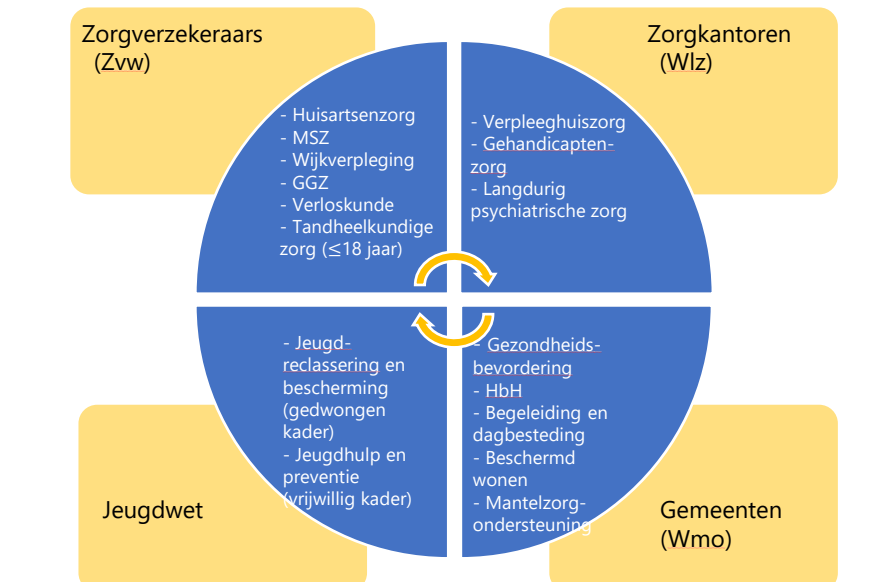 Zorgverzekeraars
(Zvw)
- Huisartsenzorg
- MSZ
- Wijkverpleging
- GGZ
- Verloskunde
- Tandheelkundige
zorg (≤18 jaar)
Zorgkantoren
(Wlz)
- Verpleeghuiszorg
- Gehandicapten-
zorg
- Langdurig
psychiatrische zorg
Jeugdwet
- Jeugd-
reclassering en
bescherming
(gedwongen
kader)
- Jeugdhulp en
preventie
(vrijwillig kader)
- Gezondheids-
bevordering
- HbH
- Begeleiding en
dagbesteding
- Beschermd
wonen
- Mantelzorg-
ondersteuning
Gemeenten
(Wmo)